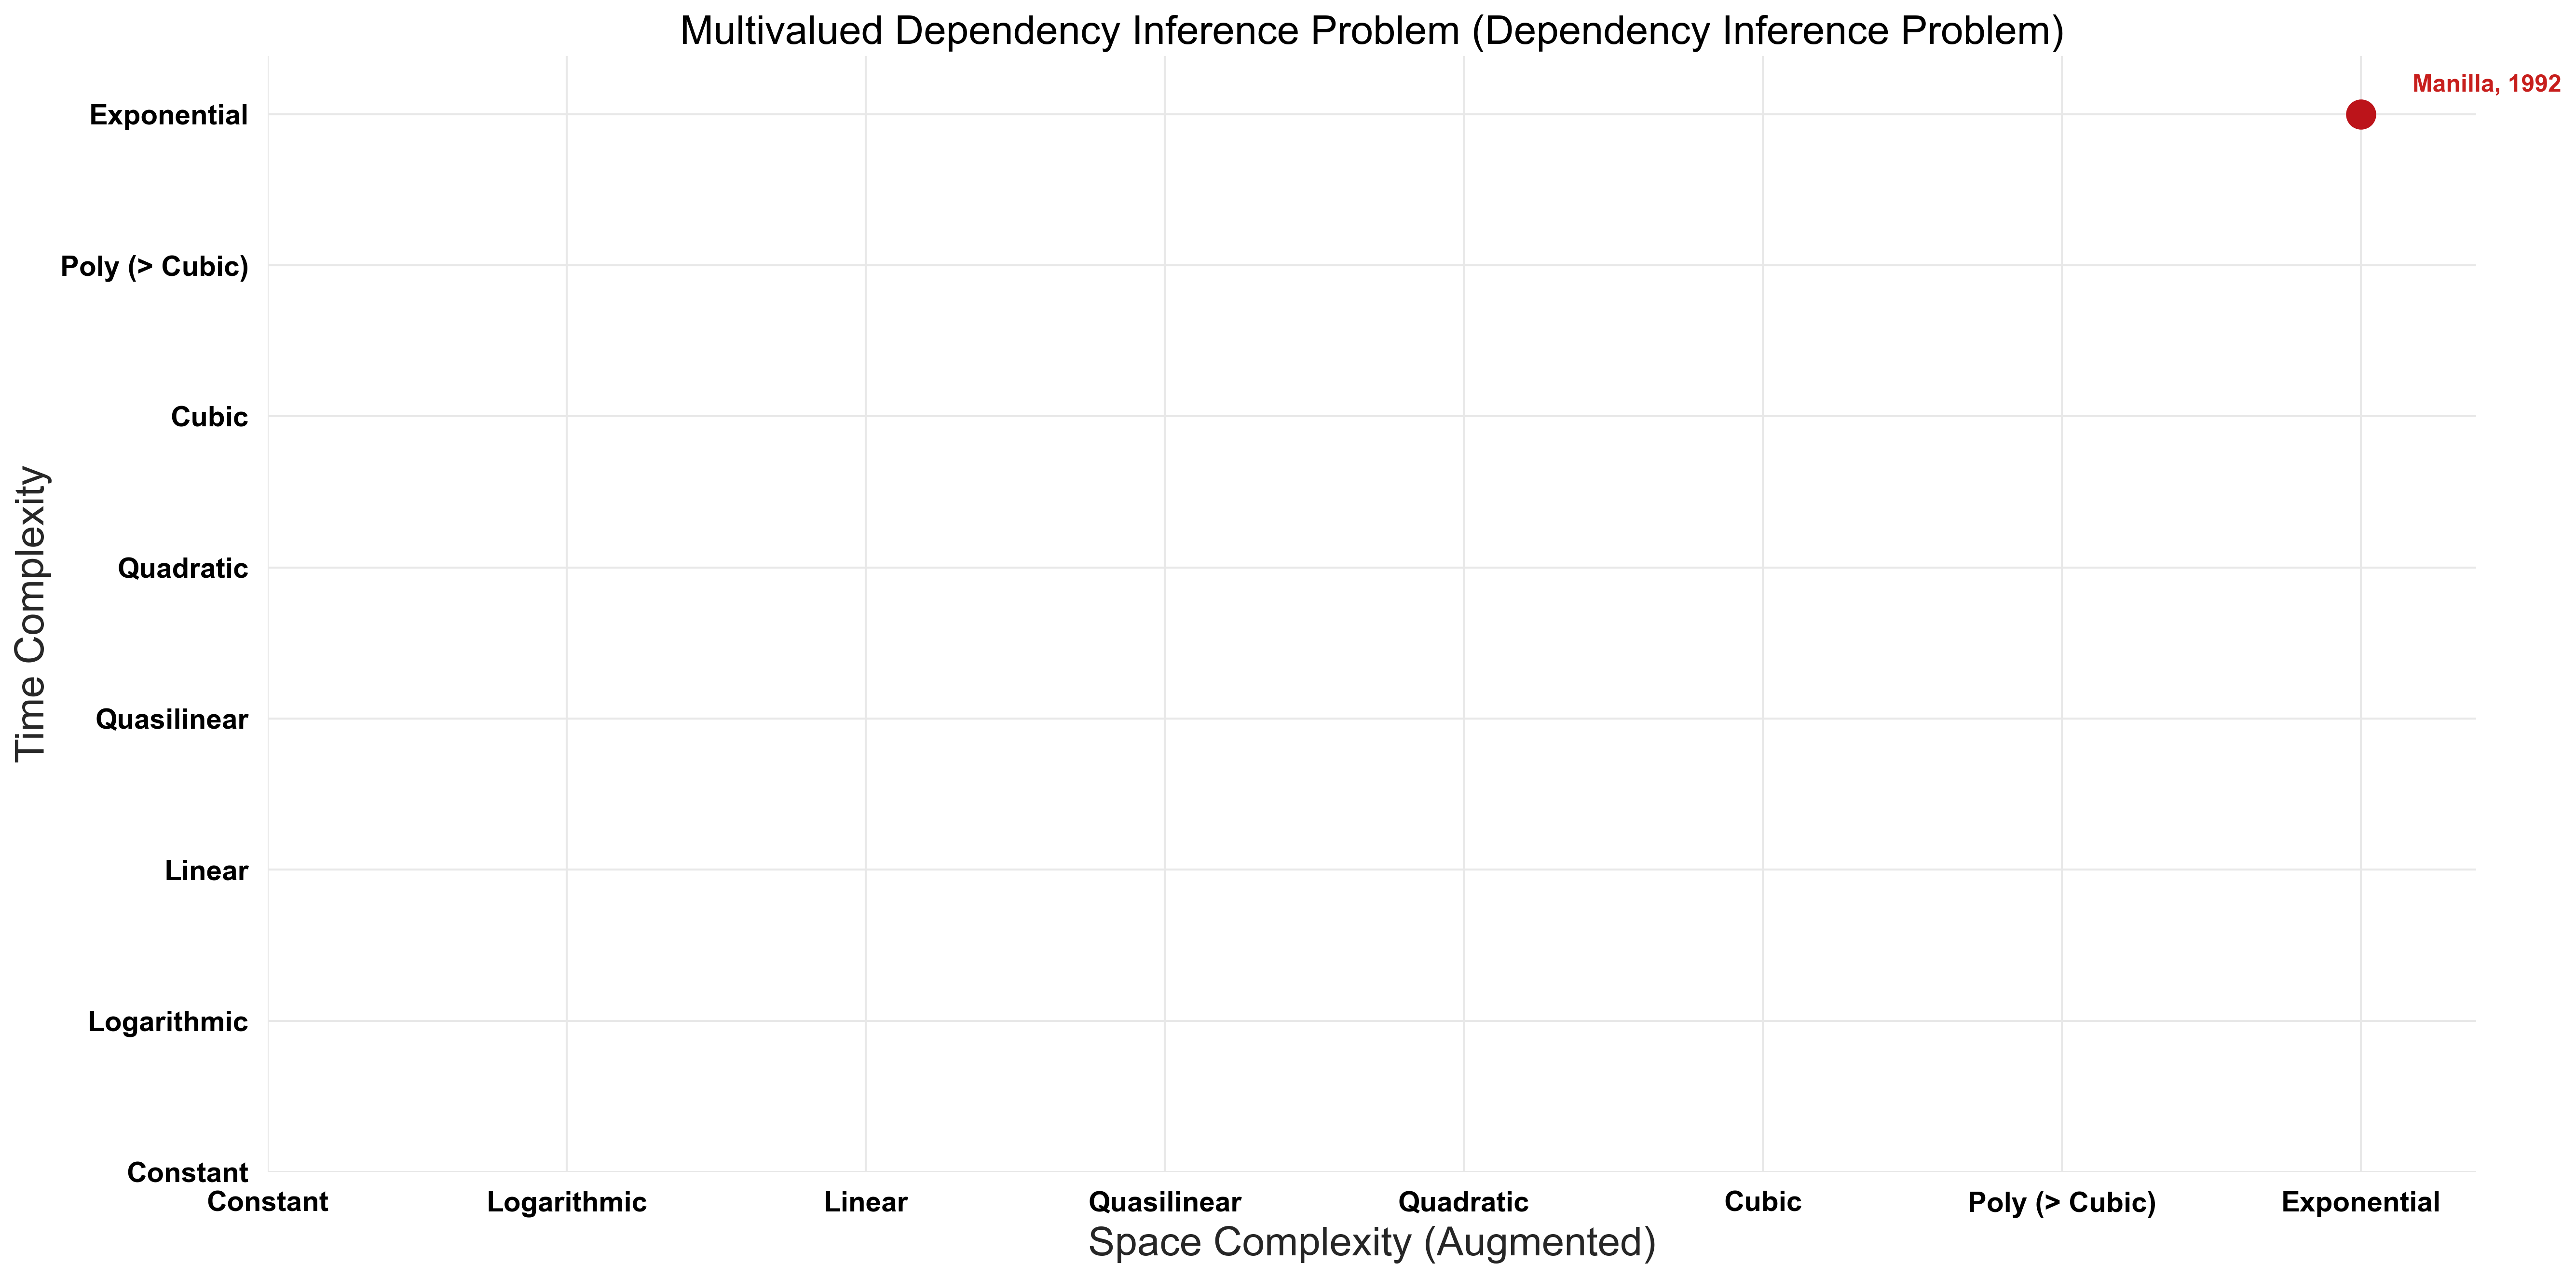 Multivalued Dependency Inference Problem (Dependency Inference Problem)
Manilla, 1992
Exponential
Poly (> Cubic)
Cubic
Quadratic
Quasilinear
Linear
Logarithmic
Constant
Time Complexity
Constant
Logarithmic
Linear
Quasilinear
Quadratic
Cubic
Poly (> Cubic)
Exponential
Space Complexity (Augmented)